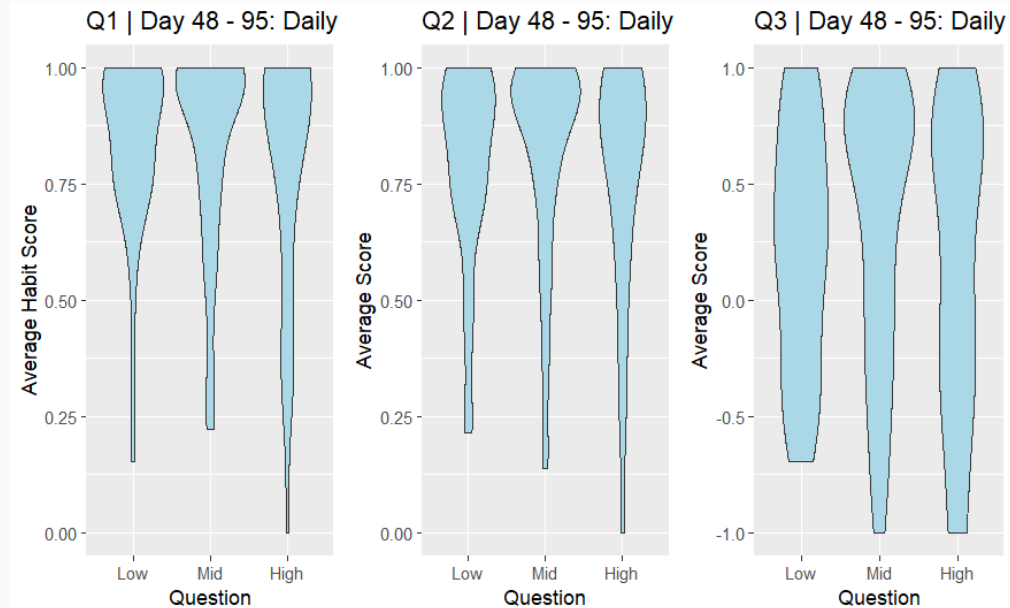 Q1 | Day 48 - 95: Daily
Average Habit Score
1.00
0.75
0.50
0.25
0.00
Low Mid High
Question
Q2 | Day 48 - 95: Daily
Average Score
1.00
0.75
0.50
0.25
0.00
Low Mid High
Question
Q3 | Day 48 - 95: Daily
Average Score
1.0
0.5
0.0
-0.5
-1.0
Low Mid High
Question